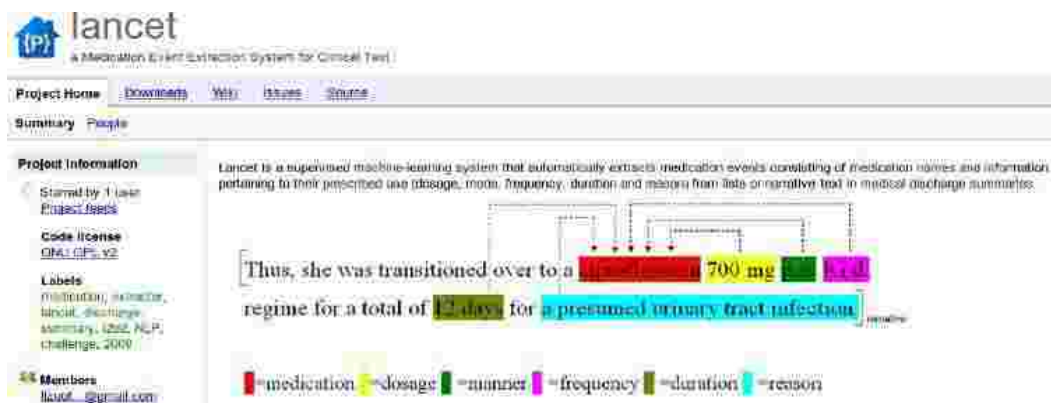 {P}
lancet
a Medication Event Extraction System for Clinical Text
Project Home Downloads Wiki Issues Source
Summary People
Project Information
Starred by 1 user
Project feeds
Code license
GNU GPL v2
Labels
medication, extractor,
lancet, discharge
summary, i2b2, NLP,
challenge, 2009
Members
@gmail.com
Lancet is a supervised machine-learning system that automatically extracts medication events consisting of medication names and information
pertaining to their prescribed use (dosage, mode, frequency, duration and reason) from lists or narrative text in medical discharge summaries.
Thus, she was transitioned over to a 700 mg
regime for a total of 12 days for a presumed urinary tract infection
narrative
=medication =dosage =manner =frequency =duration =reason